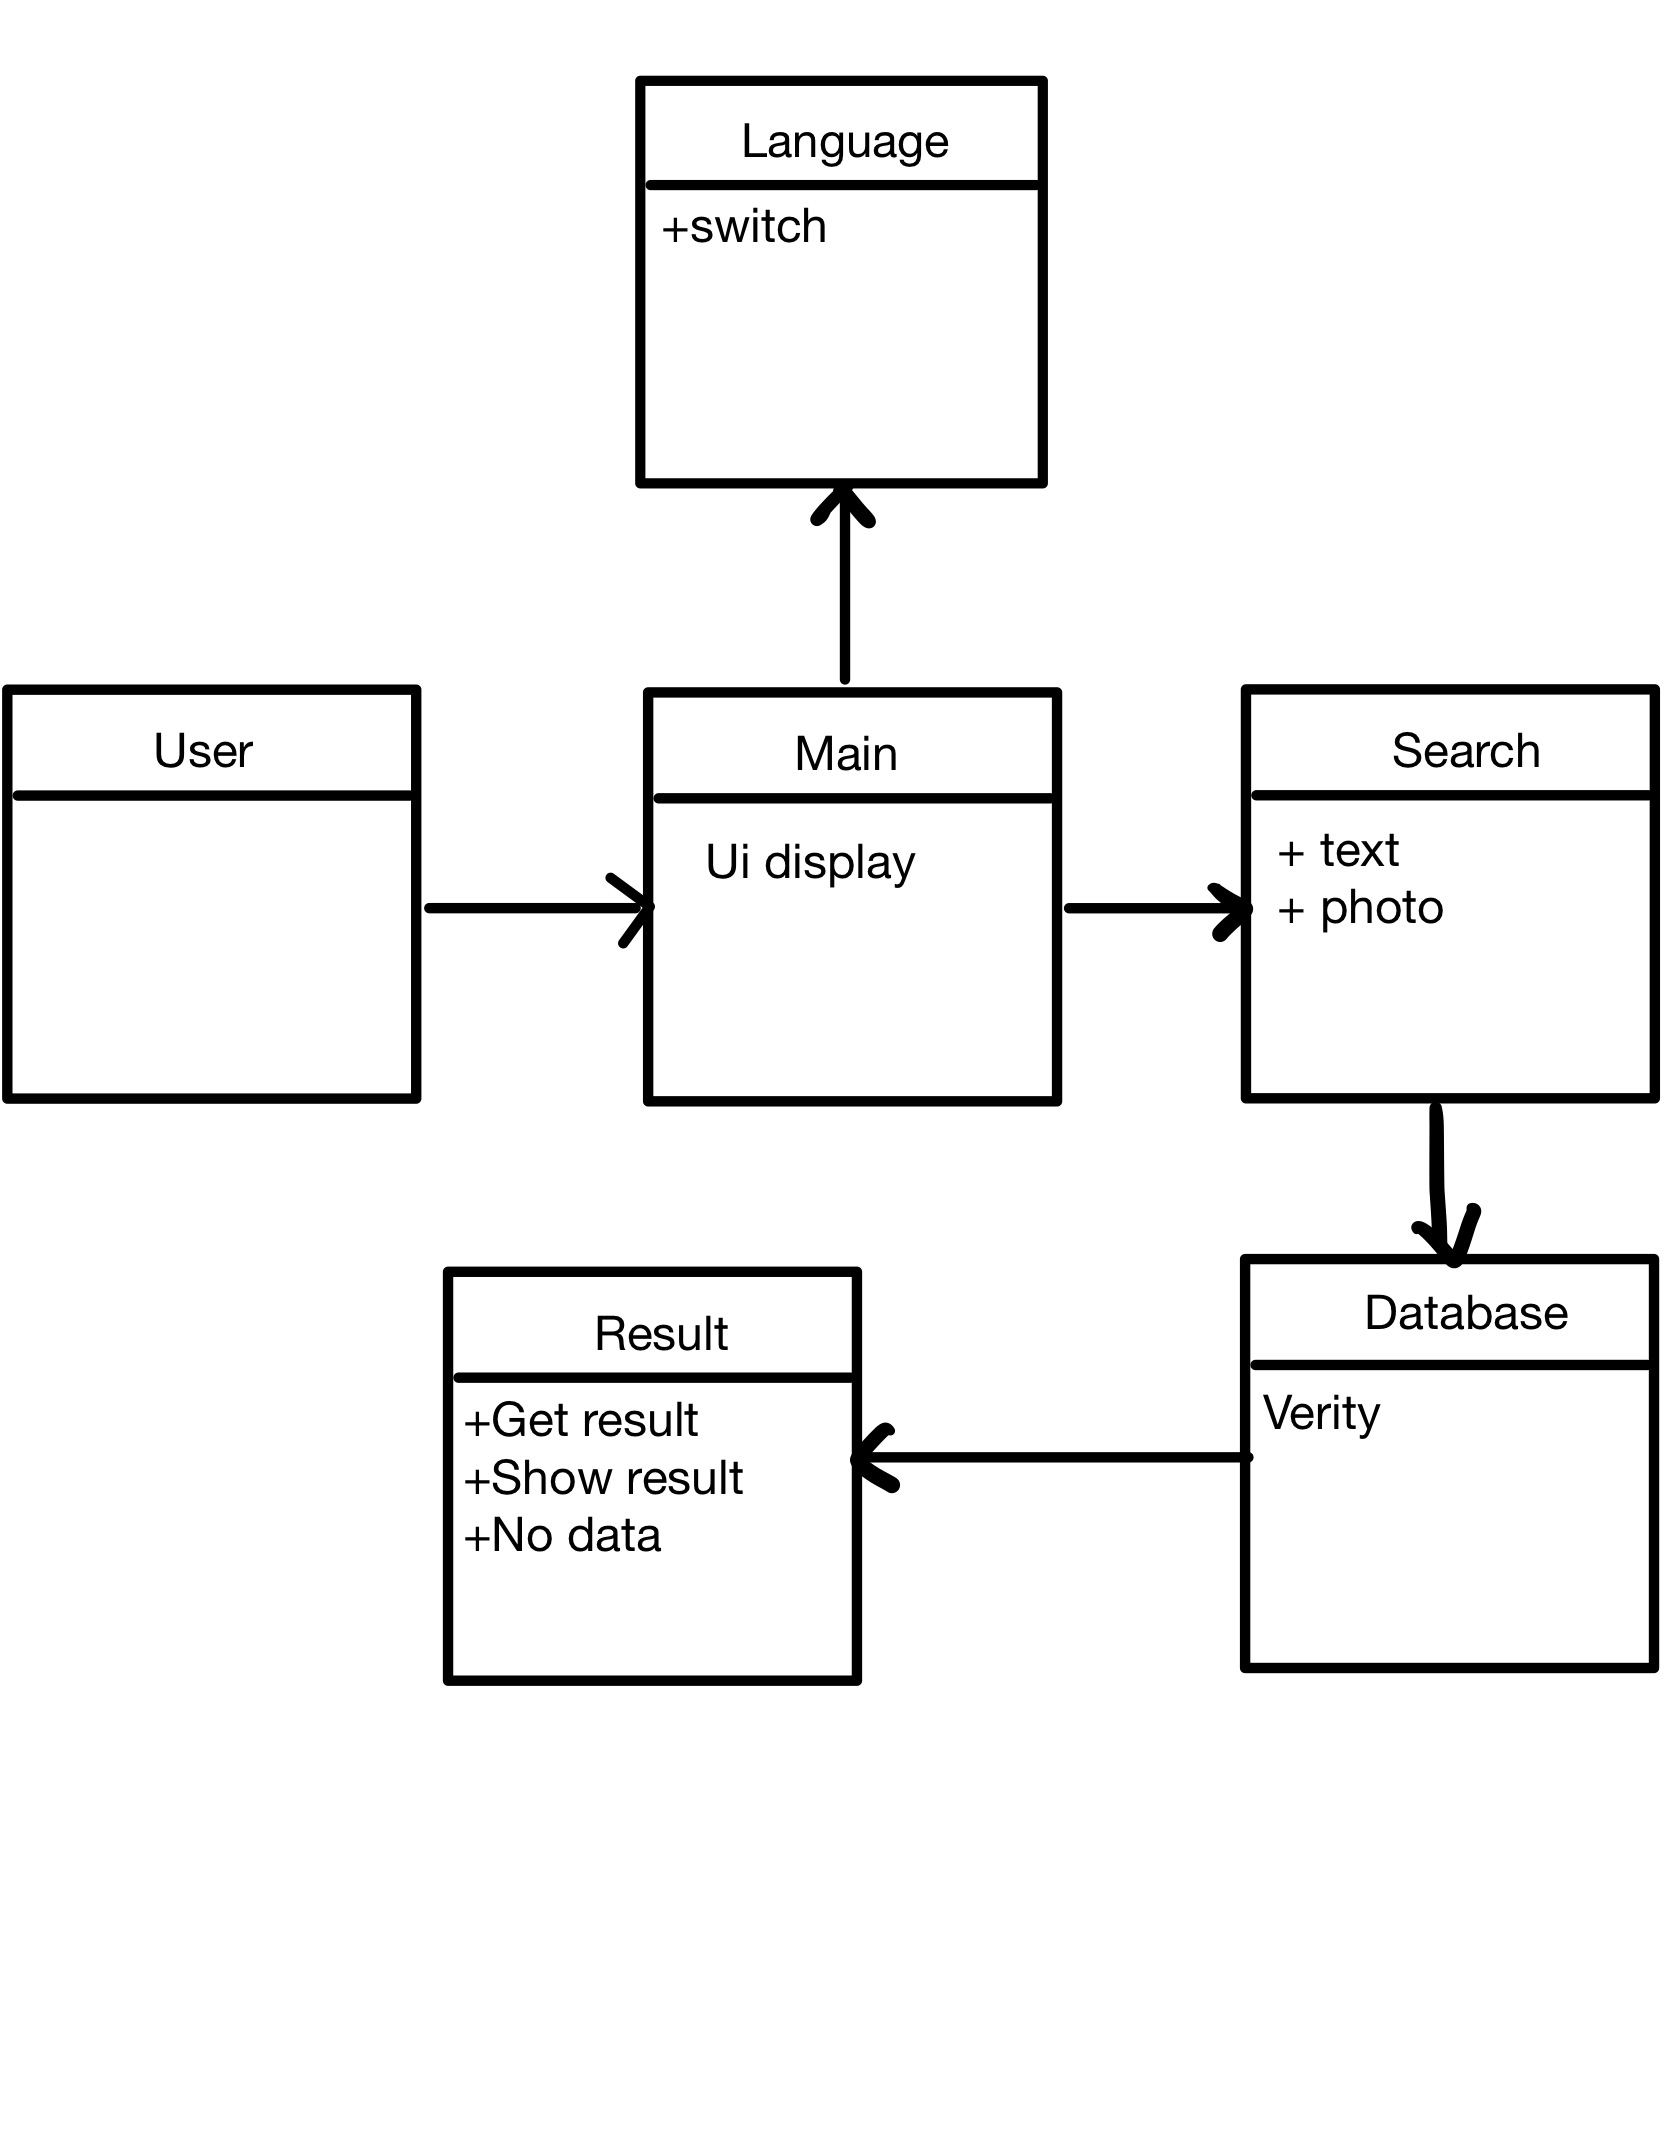 Language
+switch
User
Main
Ui display
Search
+ text
+ photo
Database
Verity
Result
+Get result
+Show result
+No data